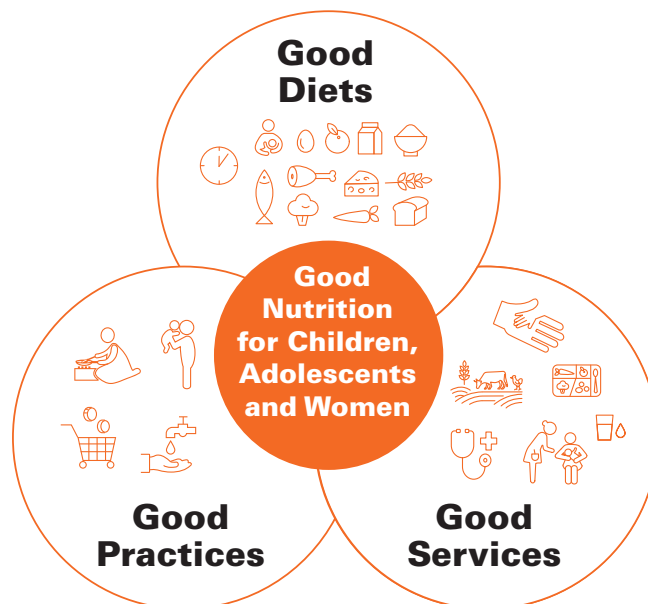 Good
Diets
Good
Nutrition
for Children,
Adolescents
and Women
Good
Practices
Good
Services